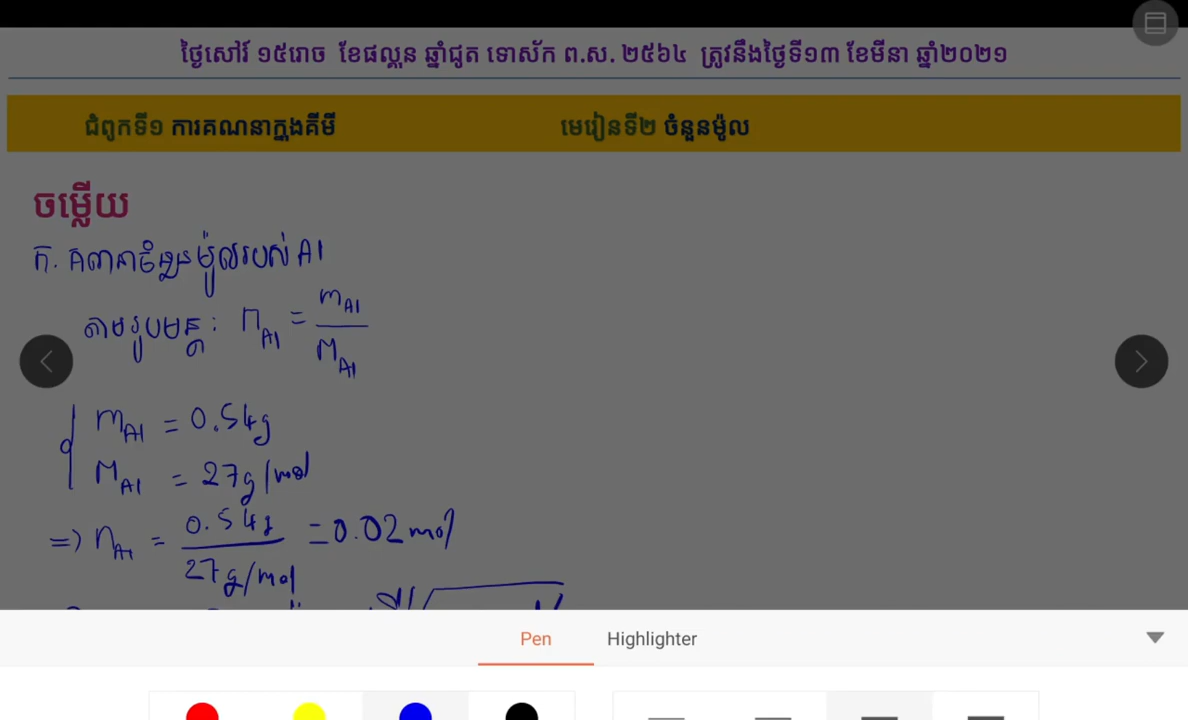 ថ្ងៃសៅរ៍ ១៥រោច ខែផល្គុន ឆ្នាំជូត ទោស័ក ព.ស. ២៥៦៤ ត្រូវនឹងថ្ងៃទី១៣ ខែមីនា ឆ្នាំ២០២១
ជំពូកទី១ ការគណនាក្នុងគីមី មេរៀនទី២ ចំនួនម៉ូល
ចម្លើយ
ក. គណនាចំនួនម៉ូលរបស់ Al
តាមរូបមន្ត: n_Al = m_Al / M_Al
m_Al = 0.54g
M_Al = 27g/mol
=> n_Al = 0.54g / 27g/mol = 0.02 mol
Pen Highlighter